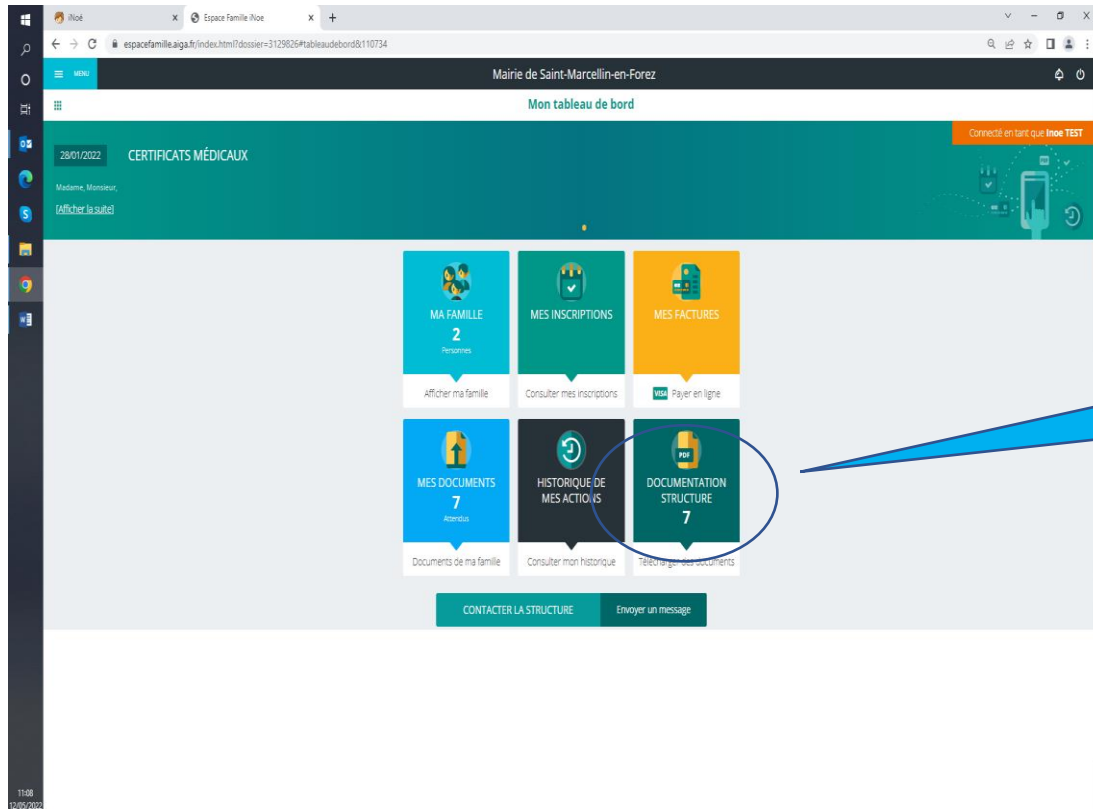 iNoé
Espace Famille iNoe
espacefamille.aiga.fr/index.html?dossier=3129826#tableaudebord&110734
MENU
Mairie de Saint-Marcellin-en-Forez
Mon tableau de bord
Connecté en tant que Inoe TEST
28/01/2022 CERTIFICATS MÉDICAUX
Madame, Monsieur,
[Afficher la suite]
MA FAMILLE
2
Personnes
Afficher ma famille
MES INSCRIPTIONS
Consulter mes inscriptions
MES FACTURES
VISA Payer en ligne
MES DOCUMENTS
7
Attendus
Documents de ma famille
HISTORIQUE DE
MES ACTIONS
Consulter mon historique
PDF
DOCUMENTATION
STRUCTURE
7
Télécharger des documents
CONTACTER LA STRUCTURE Envoyer un message
11:08
12/05/2022